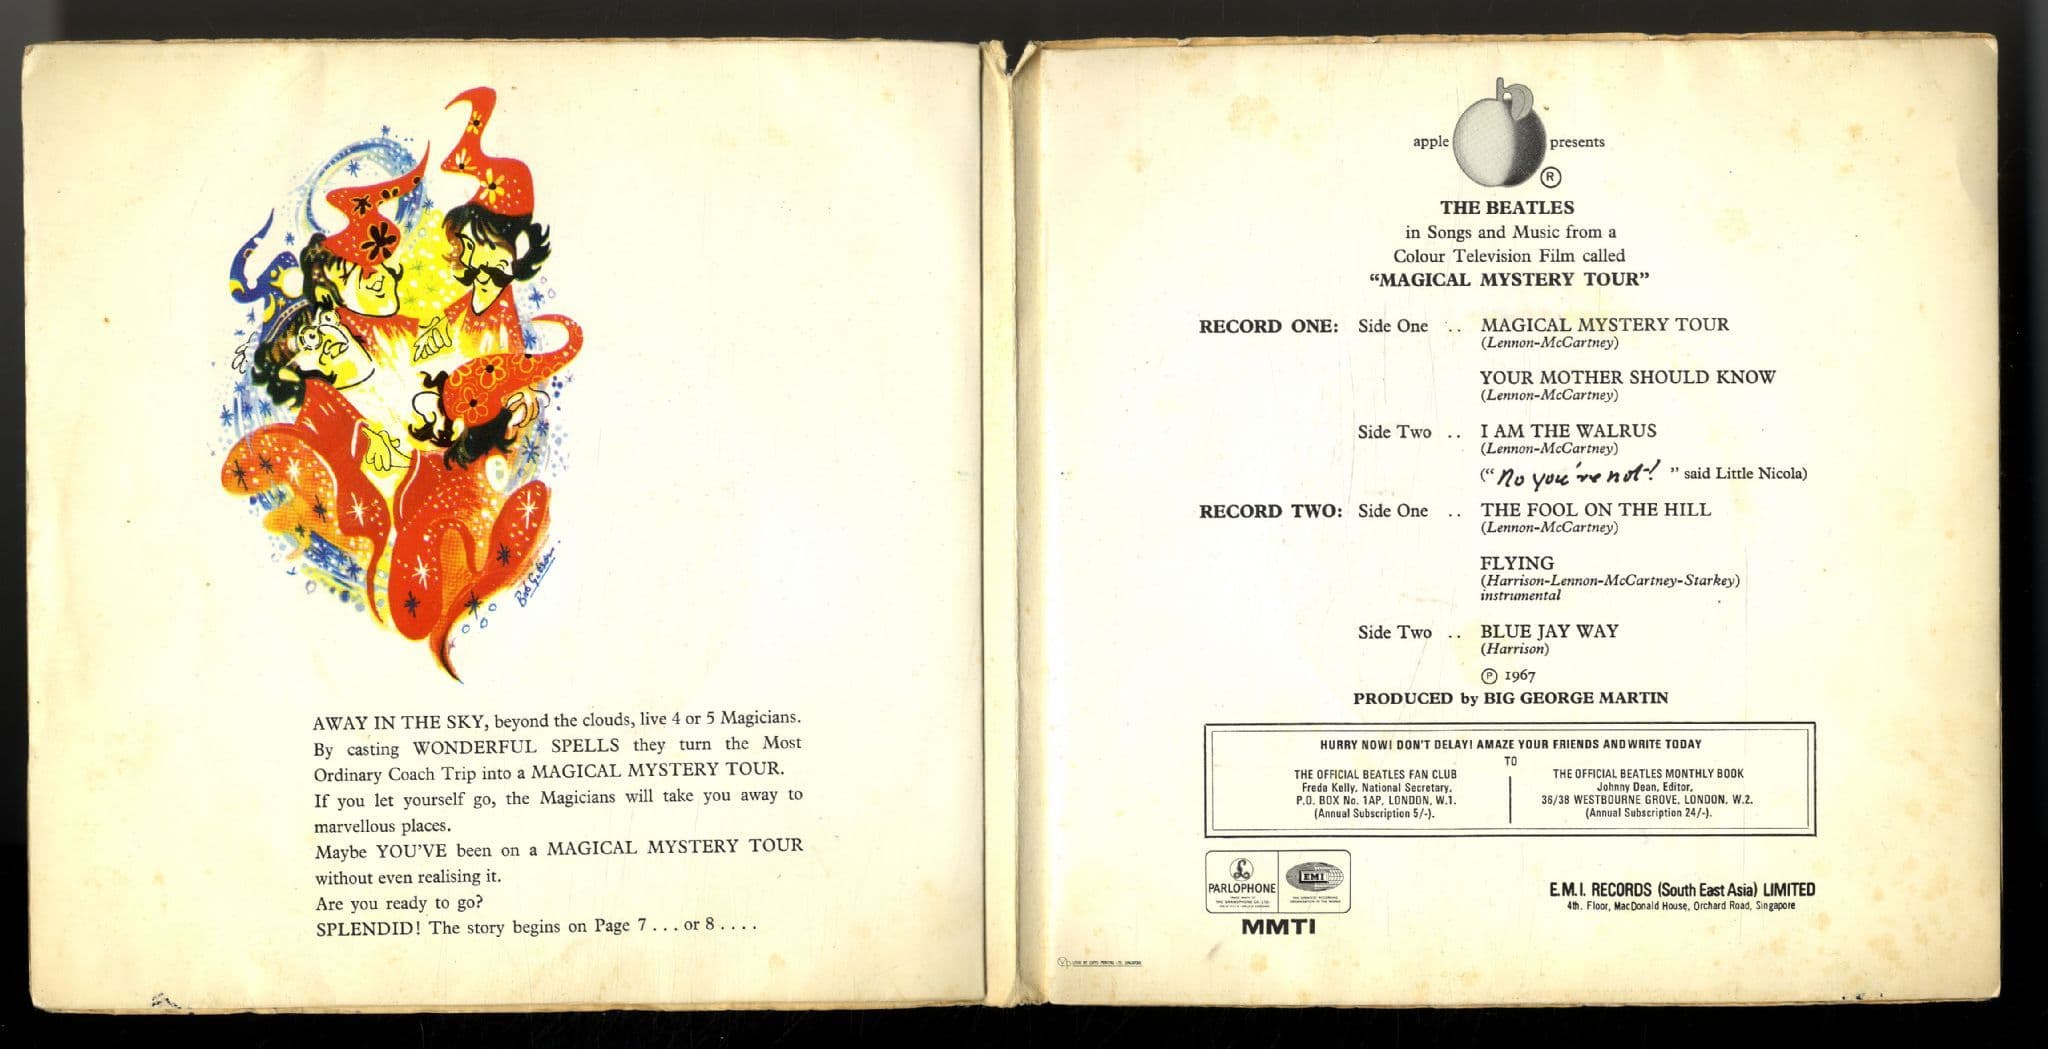 Bob Gibson.
AWAY IN THE SKY, beyond the clouds, live 4 or 5 Magicians.
By casting WONDERFUL SPELLS they turn the Most
Ordinary Coach Trip into a MAGICAL MYSTERY TOUR.
If you let yourself go, the Magicians will take you away to
marvellous places.
Maybe YOU'VE been on a MAGICAL MYSTERY TOUR
without even realising it.
Are you ready to go?
SPLENDID! The story begins on Page 7 . . . or 8 . . . .
apple presents
R
THE BEATLES
in Songs and Music from a
Colour Television Film called
“MAGICAL MYSTERY TOUR”
RECORD ONE: Side One .. MAGICAL MYSTERY TOUR
(Lennon-McCartney)
YOUR MOTHER SHOULD KNOW
(Lennon-McCartney)
Side Two .. I AM THE WALRUS
(Lennon-McCartney)
(“No you're not!” said Little Nicola)
RECORD TWO: Side One .. THE FOOL ON THE HILL
(Lennon-McCartney)
FLYING
(Harrison-Lennon-McCartney-Starkey)
instrumental
Side Two .. BLUE JAY WAY
(Harrison)
℗ 1967
PRODUCED by BIG GEORGE MARTIN
HURRY NOW! DON'T DELAY! AMAZE YOUR FRIENDS AND WRITE TODAY
TO
THE OFFICIAL BEATLES FAN CLUB
Freda Kelly, National Secretary,
P.O. BOX No. 1AP, LONDON, W.1.
(Annual Subscription 5/-).
THE OFFICIAL BEATLES MONTHLY BOOK
Johnny Dean, Editor,
36/38 WESTBOURNE GROVE, LONDON, W.2.
(Annual Subscription 24/-).
£
PARLOPHONE
EMI
MMTI
E.M.I. RECORDS (South East Asia) LIMITED
4th. Floor, MacDonald House, Orchard Road, Singapore